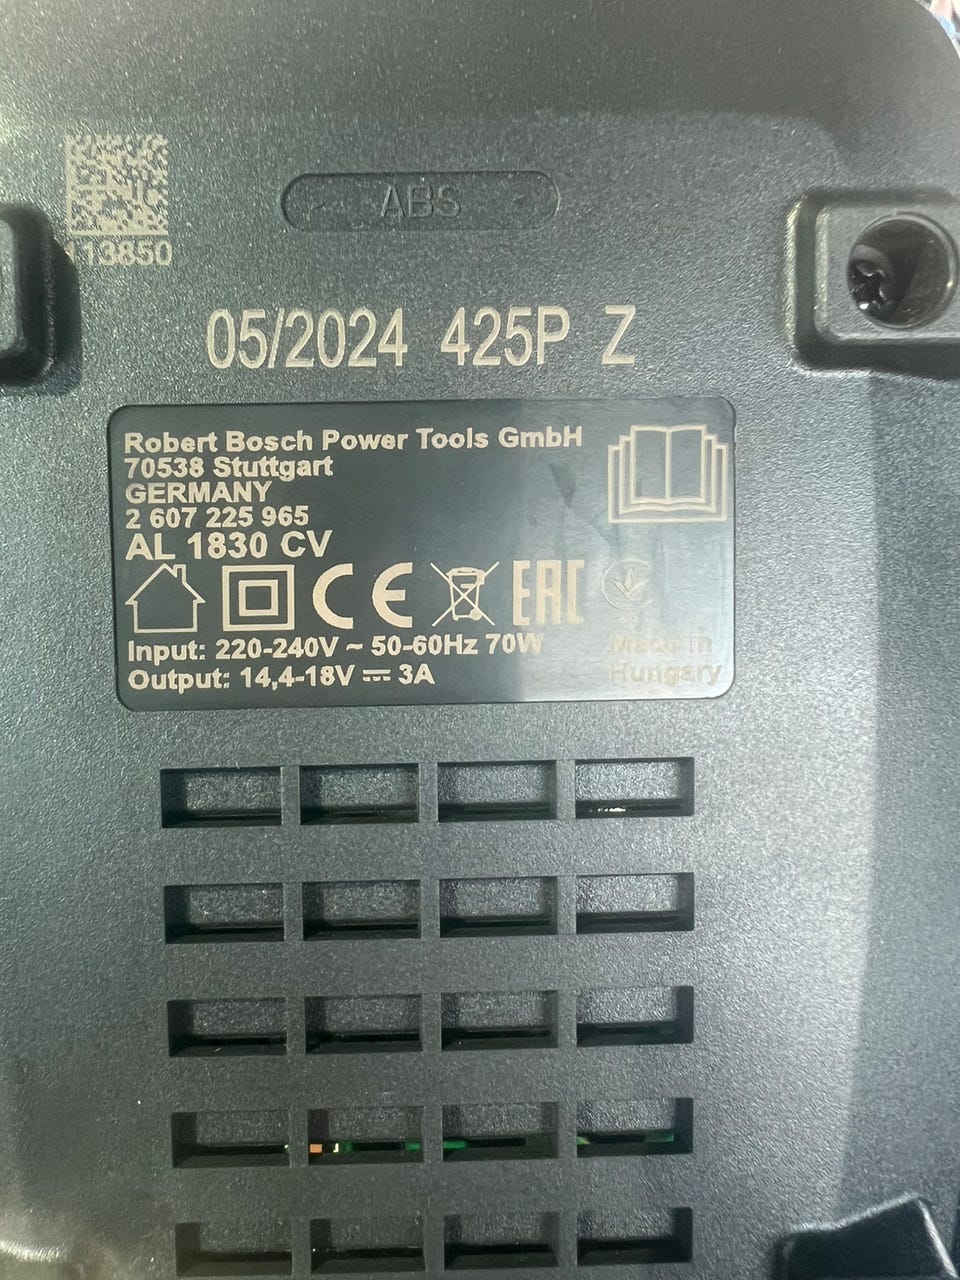 113850
ABS
05/2024 425P Z
Robert Bosch Power Tools GmbH
70538 Stuttgart
GERMANY
2 607 225 965
AL 1830 CV
CE EAC
Input: 220-240V ~ 50-60Hz 70W
Output: 14,4-18V ⎓ 3A
Made in
Hungary